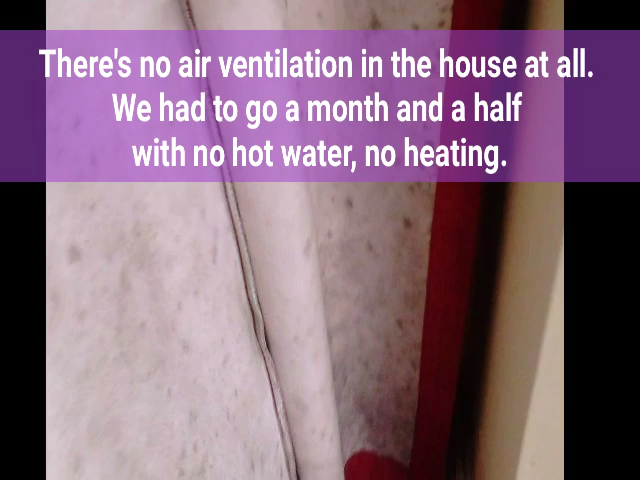 There's no air ventilation in the house at all.
We had to go a month and a half
with no hot water, no heating.